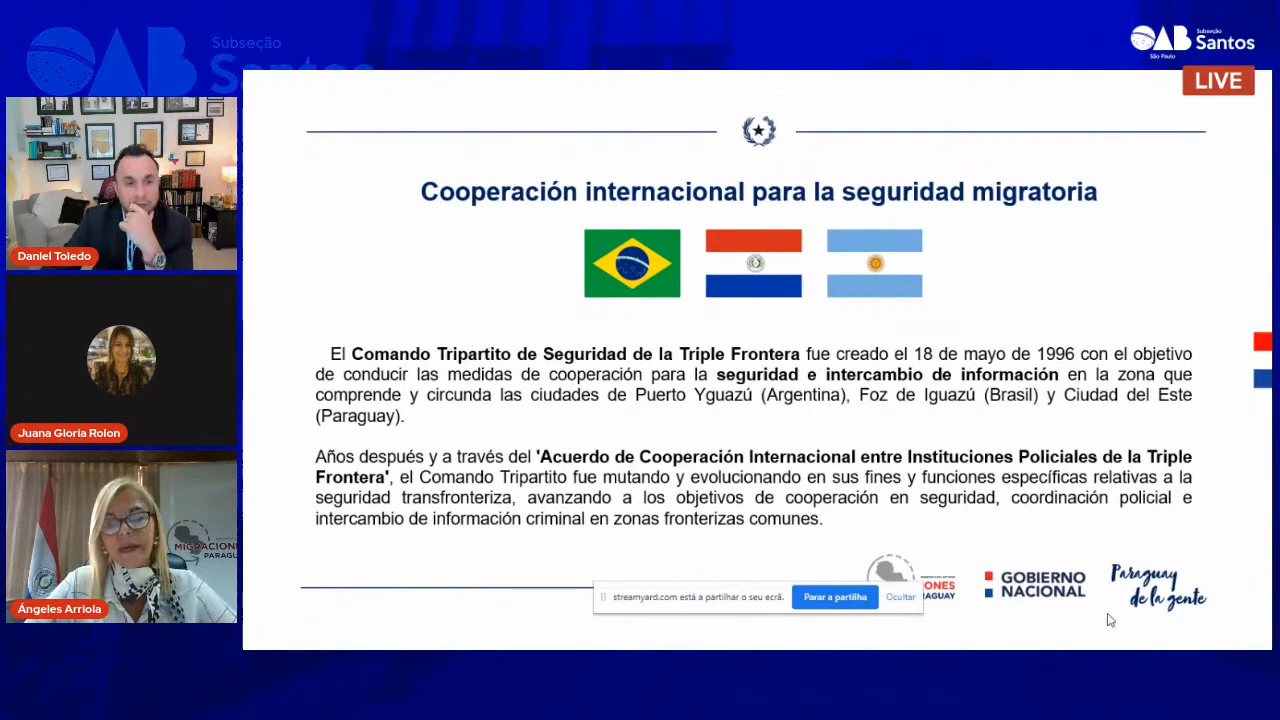 OAB
Subseção
Santos
OAB
Subseção
Santos
São Paulo
LIVE
Daniel Toledo
Juana Gloria Rolon
MIGRACIONE
PARAGUAY
Ángeles Arriola
Cooperación internacional para la seguridad migratoria
El Comando Tripartito de Seguridad de la Triple Frontera fue creado el 18 de mayo de 1996 con el objetivo
de conducir las medidas de cooperación para la seguridad e intercambio de información en la zona que
comprende y circunda las ciudades de Puerto Yguazú (Argentina), Foz de Iguazú (Brasil) y Ciudad del Este
(Paraguay).
Años después y a través del 'Acuerdo de Cooperación Internacional entre Instituciones Policiales de la Triple
Frontera', el Comando Tripartito fue mutando y evolucionando en sus fines y funciones específicas relativas a la
seguridad transfronteriza, avanzando a los objetivos de cooperación en seguridad, coordinación policial e
intercambio de información criminal en zonas fronterizas comunes.
streamyard.com está a partilhar o seu ecrã.
Parar a partilha
Ocultar
ONES
RAGUAY
GOBIERNO
NACIONAL
Paraguay
de la gente